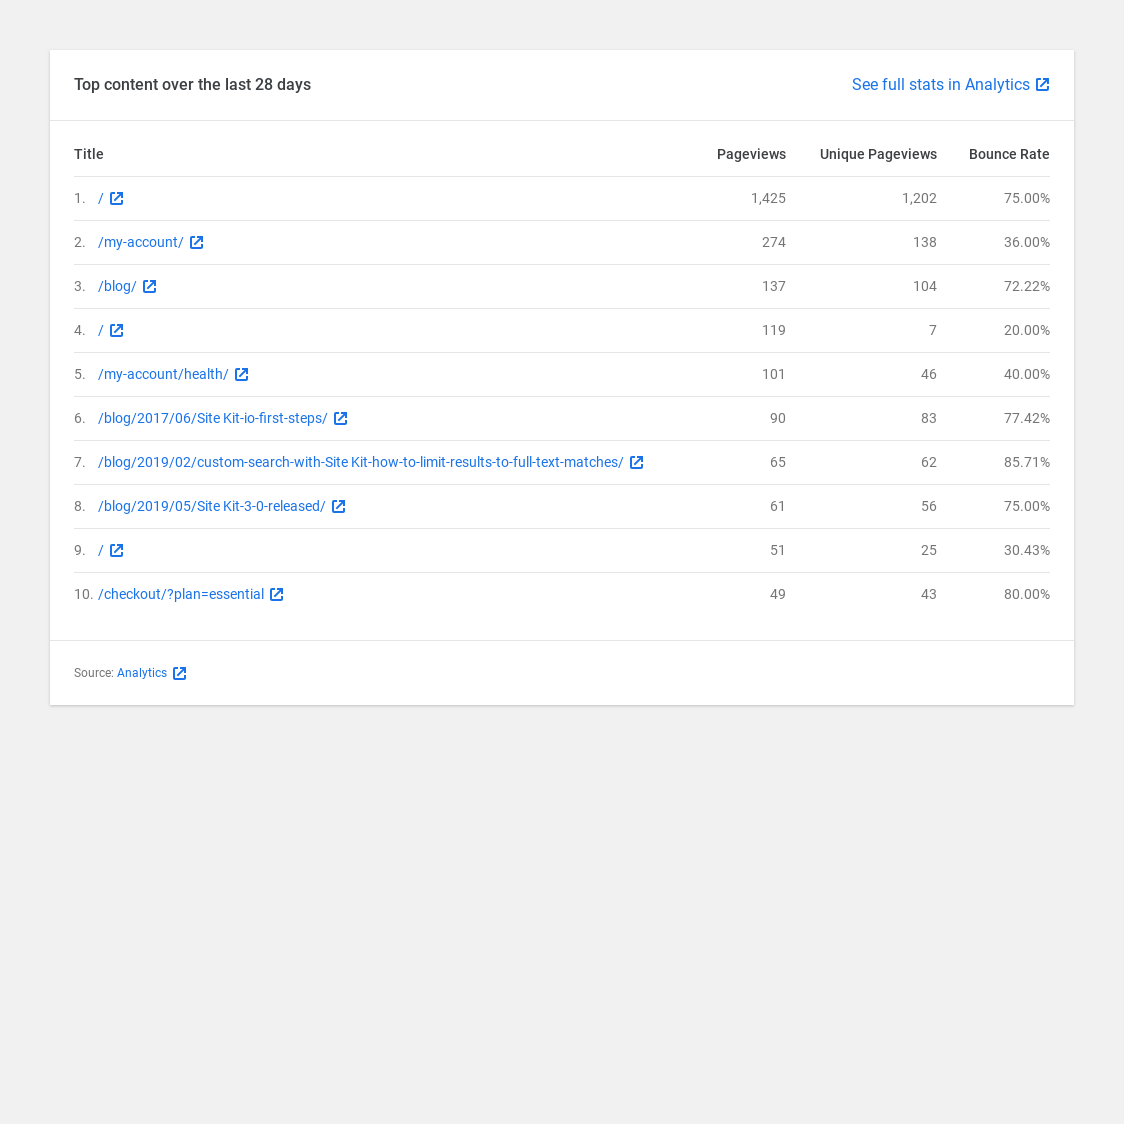 Top content over the last 28 days See full stats in Analytics
Title Pageviews Unique Pageviews Bounce Rate
1. / 1,425 1,202 75.00%
2. /my-account/ 274 138 36.00%
3. /blog/ 137 104 72.22%
4. / 119 7 20.00%
5. /my-account/health/ 101 46 40.00%
6. /blog/2017/06/Site Kit-io-first-steps/ 90 83 77.42%
7. /blog/2019/02/custom-search-with-Site Kit-how-to-limit-results-to-full-text-matches/ 65 62 85.71%
8. /blog/2019/05/Site Kit-3-0-released/ 61 56 75.00%
9. / 51 25 30.43%
10. /checkout/?plan=essential 49 43 80.00%
Source: Analytics